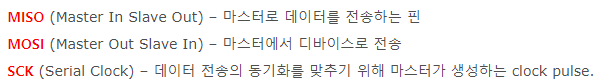 MISO (Master In Slave Out) – 마스터로 데이터를 전송하는 핀
MOSI (Master Out Slave In) – 마스터에서 디바이스로 전송
SCK (Serial Clock) – 데이터 전송의 동기화를 맞추기 위해 마스터가 생성하는 clock pulse.